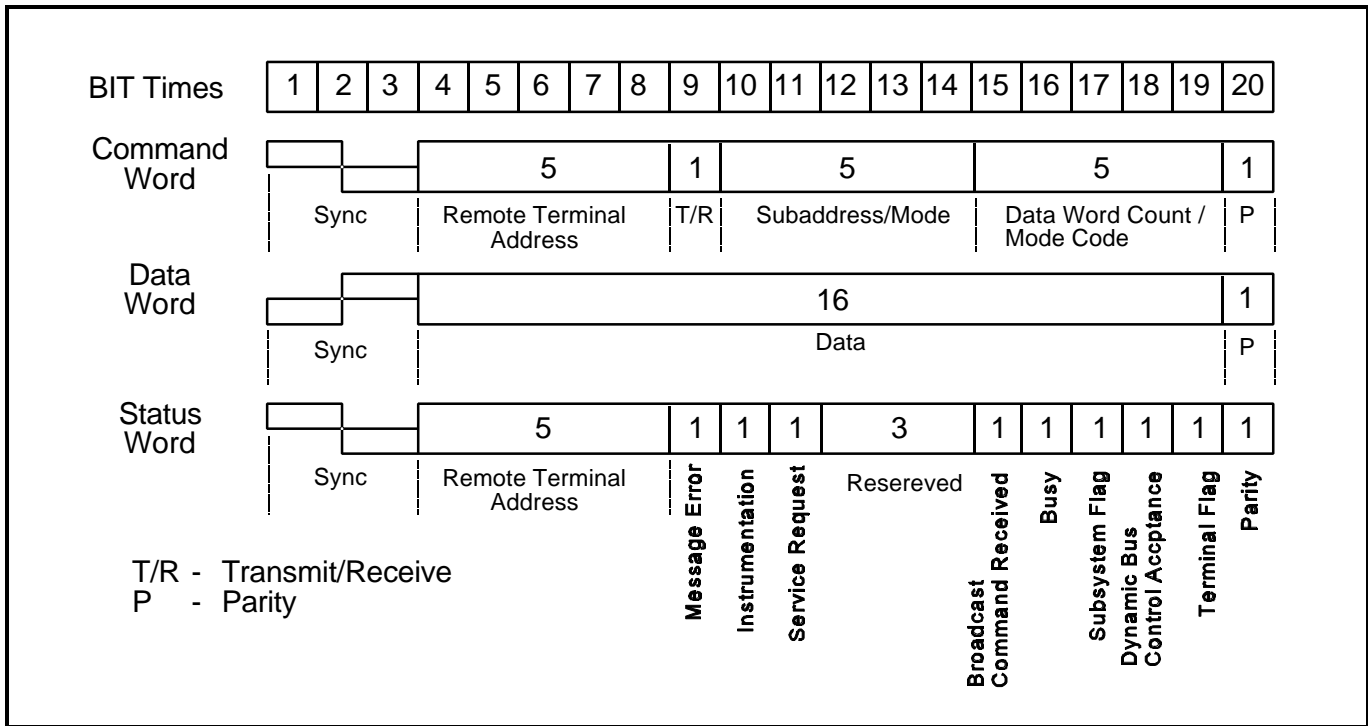 BIT Times 1 2 3 4 5 6 7 8 9 10 11 12 13 14 15 16 17 18 19 20
Command
Word
5 1 5 5 1
Sync
Remote Terminal
Address
T/R
Subaddress/Mode
Data Word Count /
Mode Code
P
Data
Word
16 1
Sync
Data
P
Status
Word
5 1 1 1 3 1 1 1 1 1 1
Sync
Remote Terminal
Address
Message Error
Instrumentation
Service Request
Resereved
Broadcast
Command Received
Busy
Subsystem Flag
Dynamic Bus
Control Accptance
Terminal Flag
Parity
T/R - Transmit/Receive
P - Parity